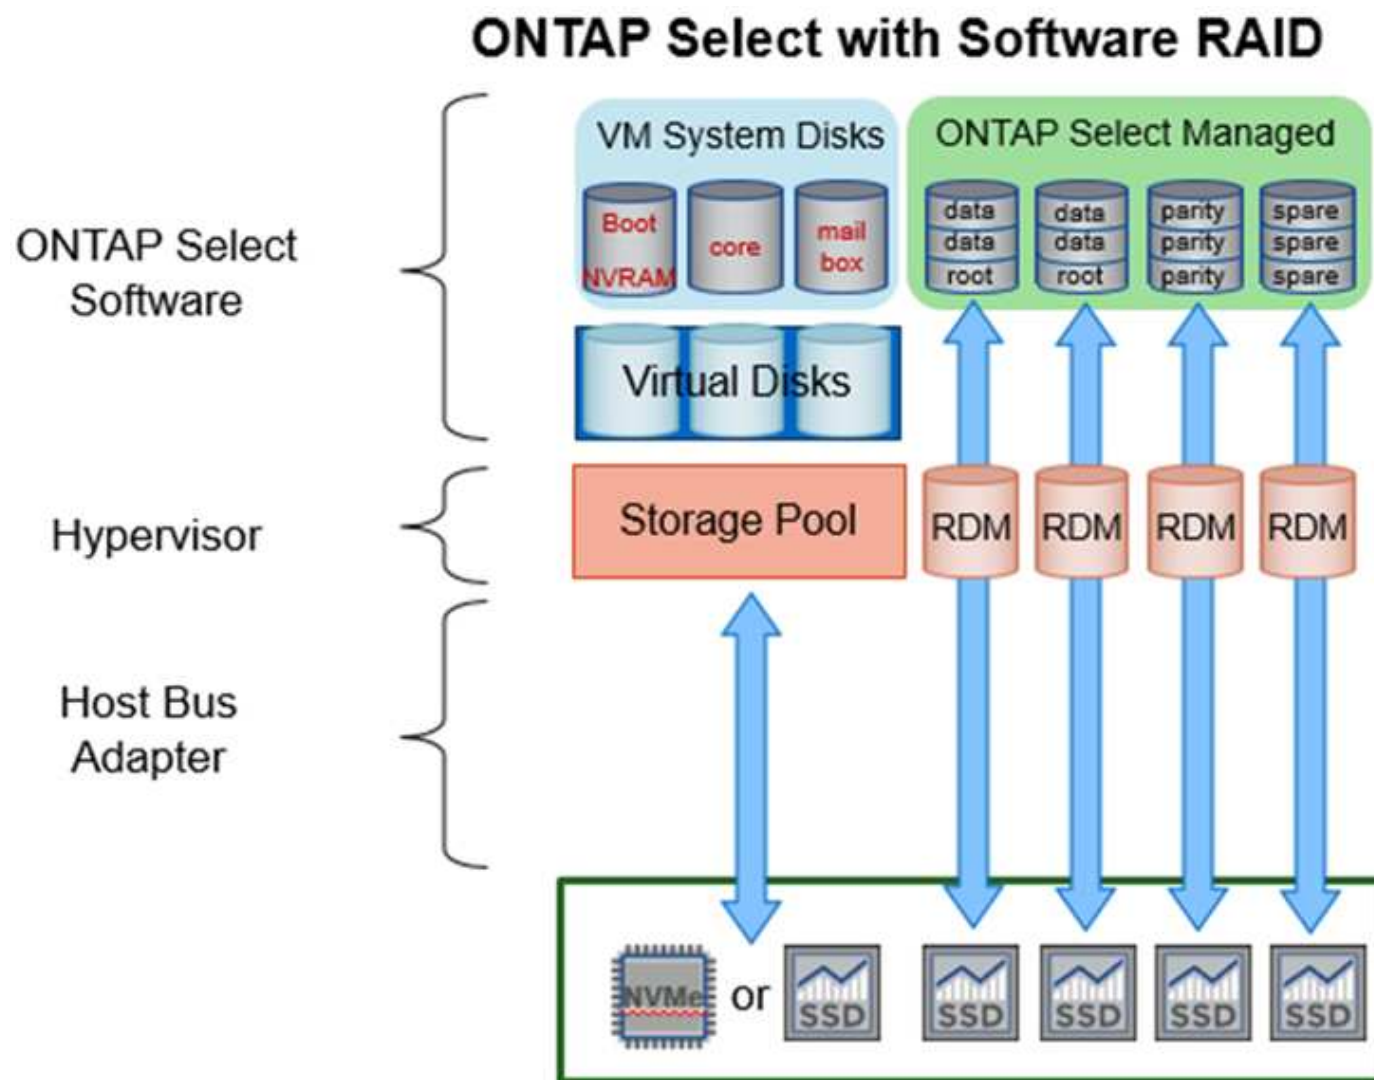 ONTAP Select with Software RAID
ONTAP Select
Software
VM System Disks
ONTAP Select Managed
Boot
NVRAM
core
mail
box
data
data
root
data
data
root
parity
parity
parity
spare
spare
spare
Virtual Disks
Hypervisor
Storage Pool
RDM
RDM
RDM
RDM
Host Bus
Adapter
NVMe
or
SSD
SSD
SSD
SSD
SSD